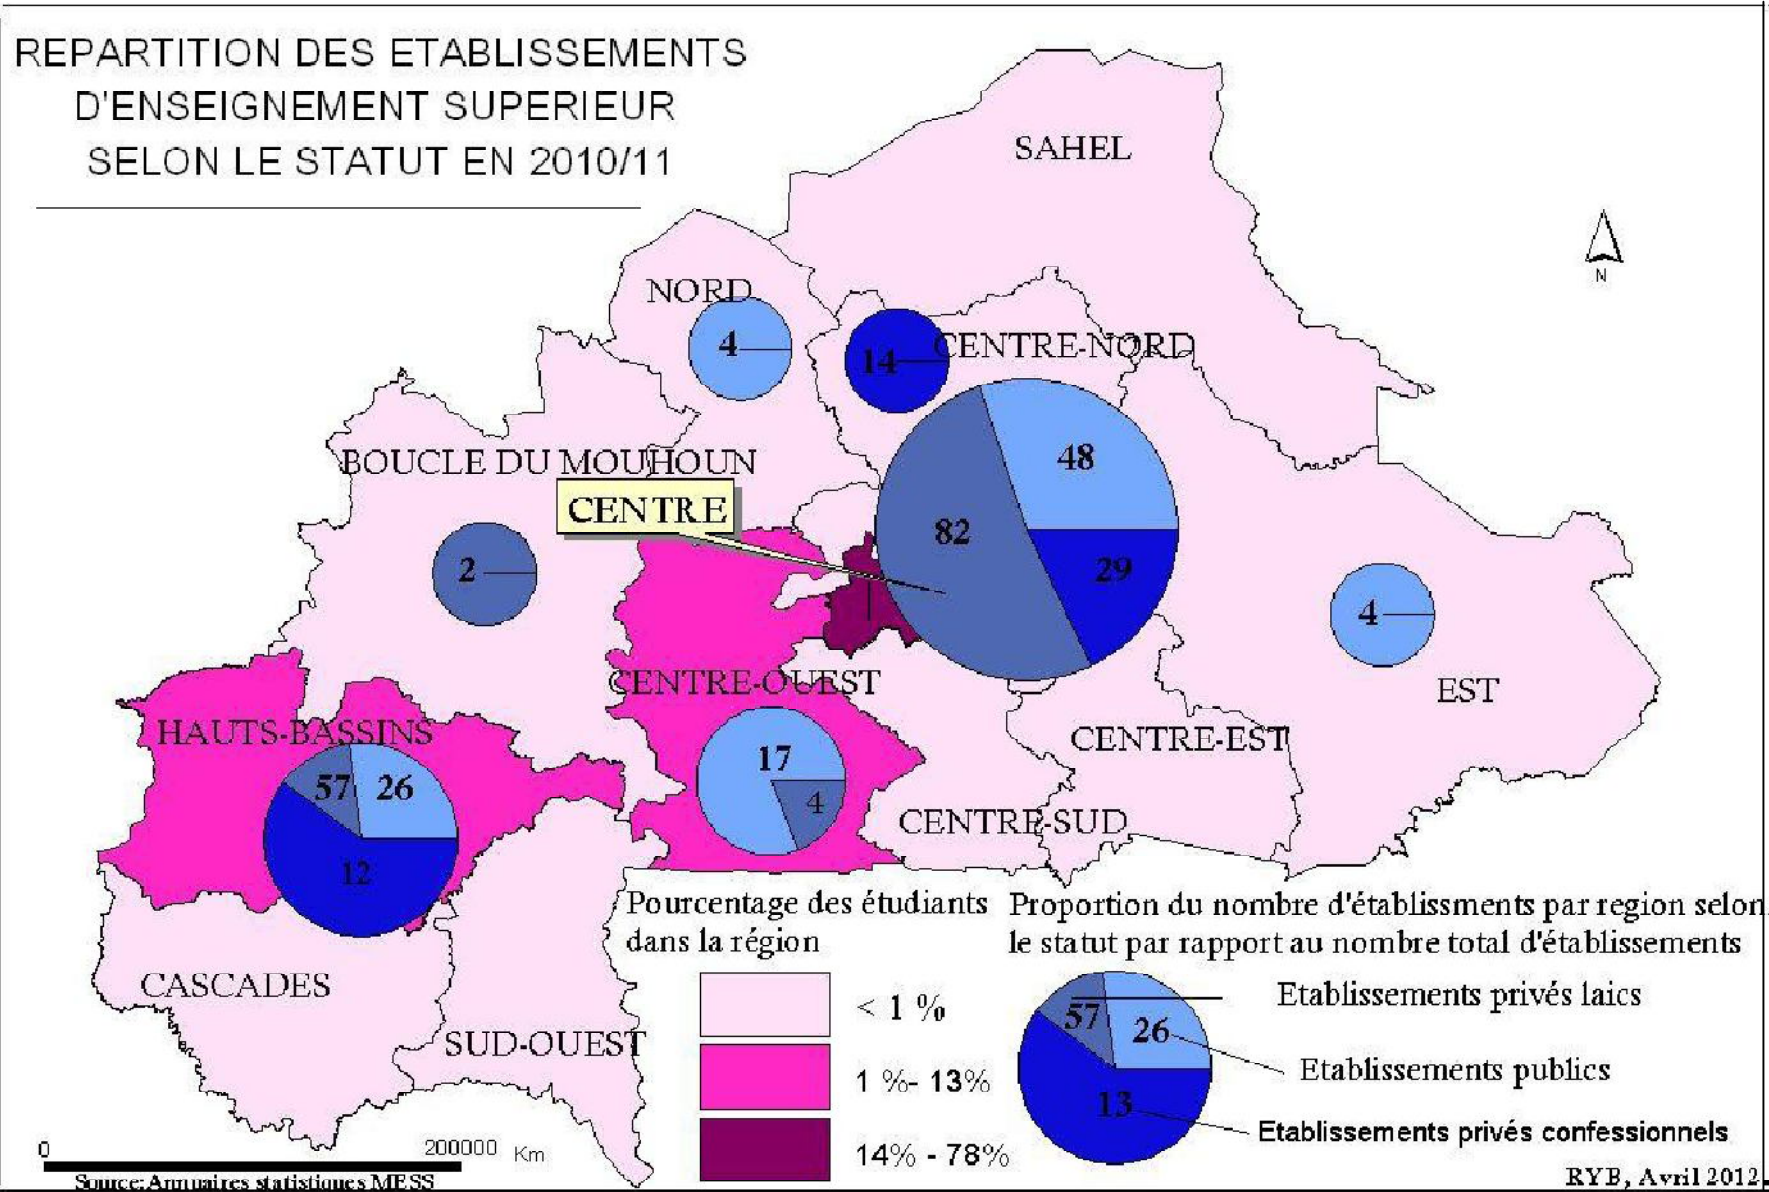 REPARTITION DES ETABLISSEMENTS
D'ENSEIGNEMENT SUPERIEUR
SELON LE STATUT EN 2010/11
SAHEL
N
NORD
4
14
CENTRE-NORD
48
82
29
BOUCLE DU MOUHOUN
CENTRE
2
4
EST
CENTRE-OUEST
17
4
HAUTS-BASSINS
57
26
12
CENTRE-EST
CENTRE-SUD
CASCADES
SUD-OUEST
Pourcentage des étudiants
dans la région
< 1 %
1 %- 13%
14% - 78%
Proportion du nombre d'établissments par region selon
le statut par rapport au nombre total d'établissements
57
26
13
Etablissements privés laics
Etablissements publics
Etablissements privés confessionnels
0
200000 Km
Source: Annuaires statistiques MESS
RYB, Avril 2012